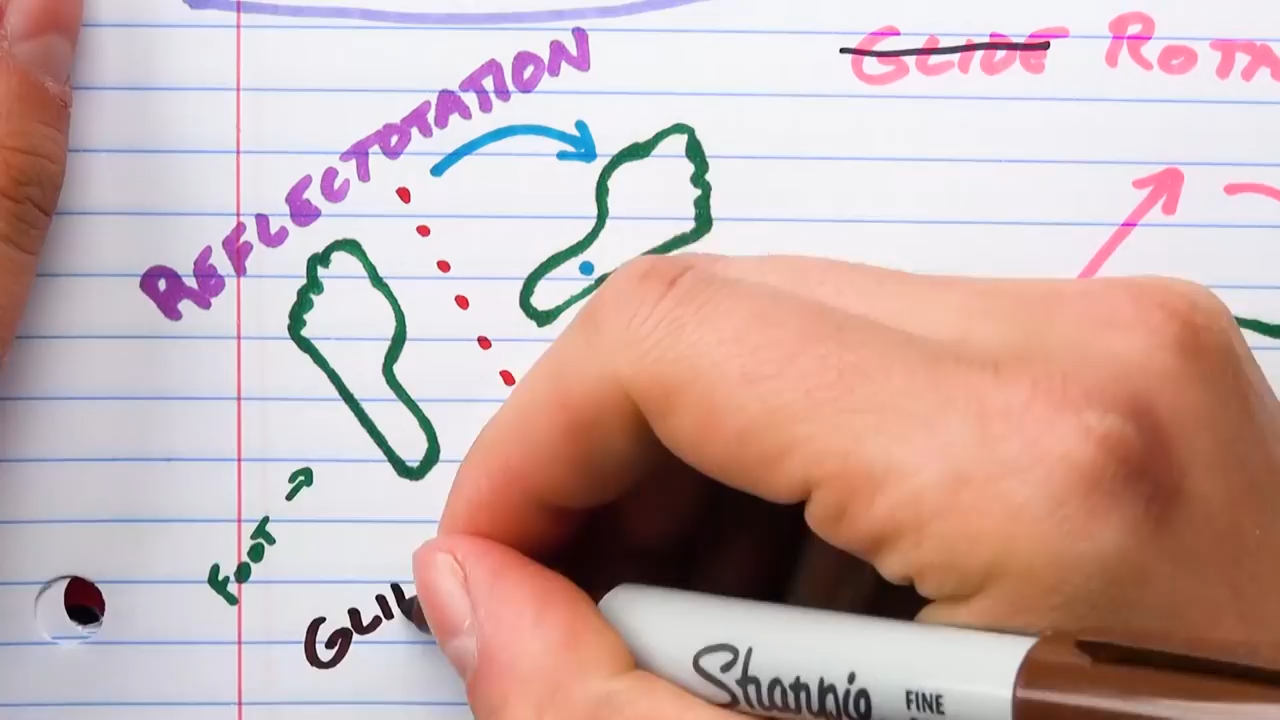 REFLECTOTATION
GLIDE ROTA
FOOT
GLI
Sharpie
FINE